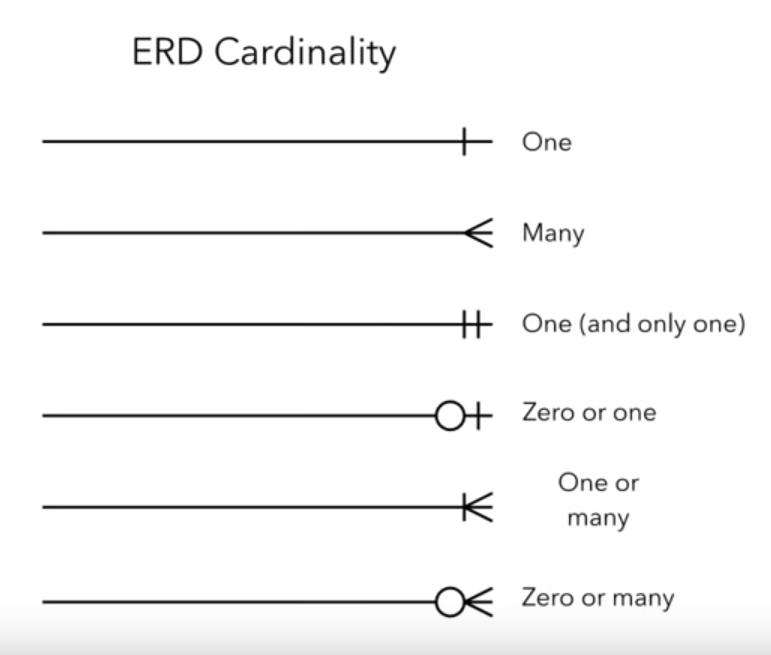 ERD Cardinality
One
Many
One (and only one)
Zero or one
One or
many
Zero or many